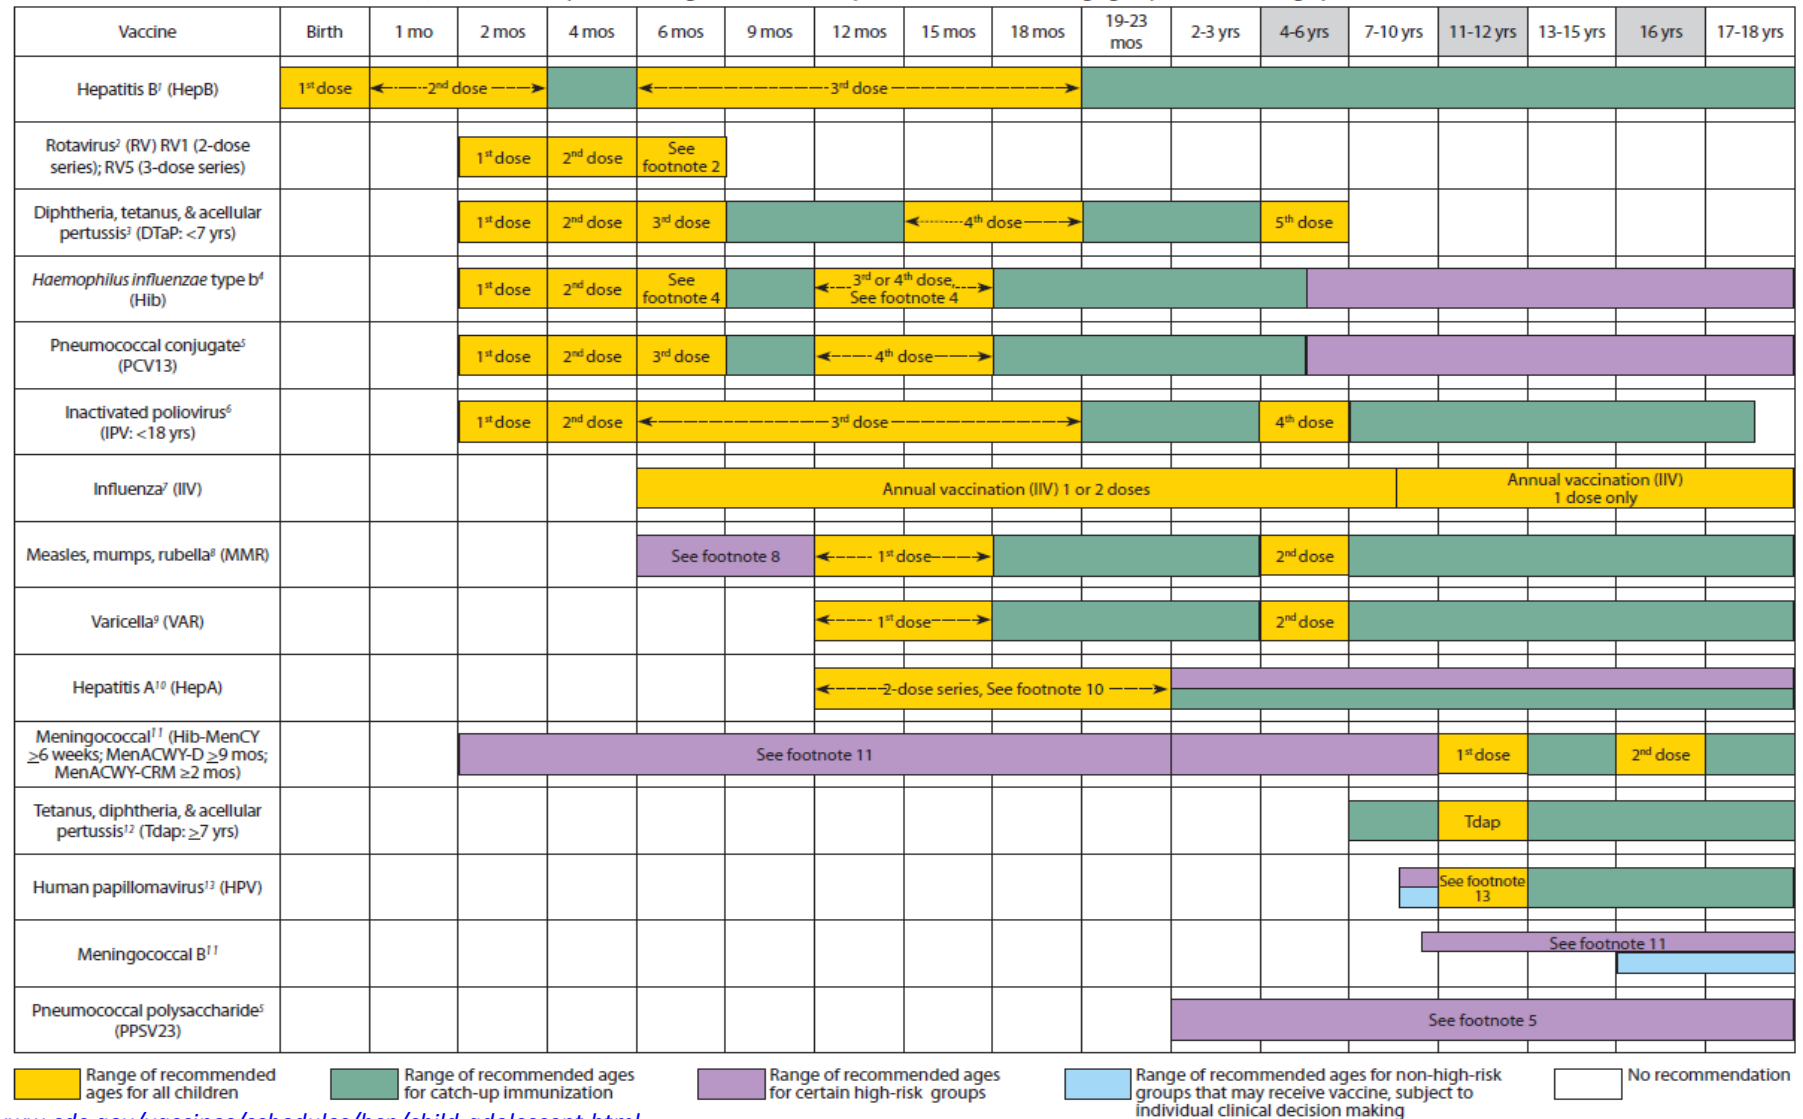 Vaccine
Birth
1 mo
2 mos
4 mos
6 mos
9 mos
12 mos
15 mos
18 mos
19-23
mos
2-3 yrs
4-6 yrs
7-10 yrs
11-12 yrs
13-15 yrs
16 yrs
17-18 yrs
Hepatitis B¹ (HepB)
1st dose
2nd dose
3rd dose
Rotavirus² (RV) RV1 (2-dose
series); RV5 (3-dose series)
1st dose
2nd dose
See
footnote 2
Diphtheria, tetanus, & acellular
pertussis³ (DTaP: <7 yrs)
1st dose
2nd dose
3rd dose
4th dose
5th dose
Haemophilus influenzae type b⁴
(Hib)
1st dose
2nd dose
See
footnote 4
3rd or 4th dose,
See footnote 4
Pneumococcal conjugate⁵
(PCV13)
1st dose
2nd dose
3rd dose
4th dose
Inactivated poliovirus⁶
(IPV: <18 yrs)
1st dose
2nd dose
3rd dose
4th dose
Influenza⁷ (IIV)
Annual vaccination (IIV) 1 or 2 doses
Annual vaccination (IIV)
1 dose only
Measles, mumps, rubella⁸ (MMR)
See footnote 8
1st dose
2nd dose
Varicella⁹ (VAR)
1st dose
2nd dose
Hepatitis A¹⁰ (HepA)
2-dose series, See footnote 10
Meningococcal¹¹ (Hib-MenCY
≥6 weeks; MenACWY-D ≥9 mos;
MenACWY-CRM ≥2 mos)
See footnote 11
1st dose
2nd dose
Tetanus, diphtheria, & acellular
pertussis¹² (Tdap: ≥7 yrs)
Tdap
Human papillomavirus¹³ (HPV)
See footnote
13
Meningococcal B¹¹
See footnote 11
Pneumococcal polysaccharide⁵
(PPSV23)
See footnote 5
Range of recommended
ages for all children
Range of recommended ages
for catch-up immunization
Range of recommended ages
for certain high-risk groups
Range of recommended ages for non-high-risk
groups that may receive vaccine, subject to
individual clinical decision making
No recommendation